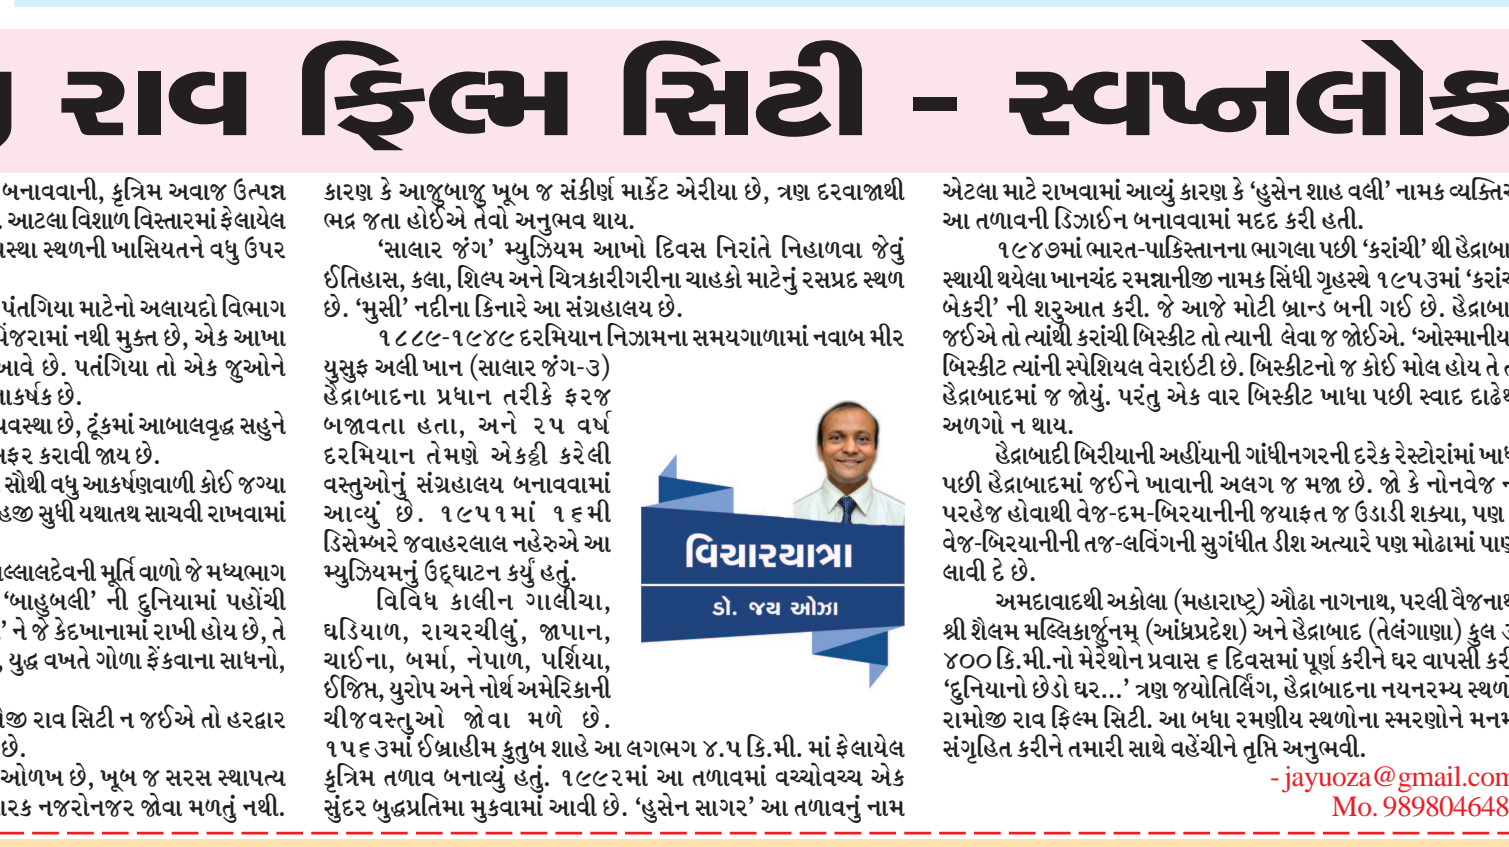 રાવ ફિલ્મ સિટી - સ્વપ્નલોક
બનાવવાની, કૃત્રિમ અવાજ ઉત્પન્ન
આટલા વિશાળ વિસ્તારમાં ફેલાયેલ
સ્થળની ખાસિયતને વધુ ઉપર
પંતગિયા માટેનો અલાયદો વિભાગ
પિંજરામાં નથી મુક્ત છે, એક આખા
આવે છે. પતંગિયા તો એક જુઓને
આકર્ષક છે.
વ્યવસ્થા છે, ટૂંકમાં આબાલવૃદ્ધ સહુને
સફર કરાવી જાય છે.
સૌથી વધુ આકર્ષણવાળી કોઈ જગ્યા
હજી સુધી યથાતથ સાચવી રાખવામાં
ભલ્લાલદેવની મૂર્તિ વાળો જે મધ્યભાગ
‘બાહુબલી’ ની દુનિયામાં પહોંચી
’ ને જે કેદખાનામાં રાખી હોય છે, તે
, યુદ્ધ વખતે ગોળા ફેંકવાના સાધનો,
રાવ સિટી ન જઈએ તો હરદ્વાર
છે.
ઓળખ છે, ખૂબ જ સરસ સ્થાપત્ય
નજરોનજર જોવા મળતું નથી.
કારણ કે આજુબાજુ ખૂબ જ સંકીર્ણ માર્કેટ એરીયા છે, ત્રણ દરવાજાથી
ભદ્ર જતા હોઈએ તેવો અનુભવ થાય.
‘સાલાર જંગ’ મ્યુઝિયમ આખો દિવસ નિરાંતે નિહાળવા જેવું
ઈતિહાસ, કલા, શિલ્પ અને ચિત્રકારીગરીના ચાહકો માટેનું રસપ્રદ સ્થળ
છે. ‘મુસી’ નદીના કિનારે આ સંગ્રહાલય છે.
૧૮૮૯-૧૯૪૯ દરમિયાન નિઝામના સમયગાળામાં નવાબ મીર
યુસુફ અલી ખાન (સાલાર જંગ-૩)
હૈદ્રાબાદના પ્રધાન તરીકે ફરજ
બજાવતા હતા, અને ૨૫ વર્ષ
દરમિયાન તેમણે એકઠ્ઠી કરેલી
વસ્તુઓનું સંગ્રહાલય બનાવવામાં
આવ્યું છે. ૧૯૫૧માં ૧૬મી
ડિસેમ્બરે જવાહરલાલ નહેરુએ આ
મ્યુઝિયમનું ઉદ્‌ઘાટન કર્યું હતું.
વિવિધ કાલીન ગાલીચા,
ઘડિયાળ, રાચરચીલું, જાપાન,
ચાઈના, બર્મા, નેપાળ, પર્શિયા,
ઈજિપ્ત, યુરોપ અને નોર્થ અમેરિકાની
ચીજવસ્તુઓ જોવા મળે છે.
૧૫૬૩માં ઈબ્રાહીમ કુતુબ શાહે આ લગભગ ૪.૫ કિ.મી. માં ફેલાયેલ
કૃત્રિમ તળાવ બનાવ્યું હતું. ૧૯૯૨માં આ તળાવમાં વચ્ચોવચ્ચ એક
સુંદર બુદ્ધપ્રતિમા મુકવામાં આવી છે. ‘હુસેન સાગર’ આ તળાવનું નામ
વિચારયાત્રા
ડો. જય ઓઝા
એટલા માટે રાખવામાં આવ્યું કારણ કે ‘હુસેન શાહ વલી’ નામક
આ તળાવની ડિઝાઈન બનાવવામાં મદદ કરી હતી.
૧૯૪૭માં ભારત-પાકિસ્તાનના ભાગલા પછી ‘કરાંચી’ થી
સ્થાયી થયેલા ખાનચંદ રમન્નાનીજી નામક સિંધી ગૃહસ્થે ૧૯૫૩માં
બેકરી’ ની શરુઆત કરી. જે આજે મોટી બ્રાન્ડ બની ગઈ છે.
જઈએ તો ત્યાંથી કરાંચી બિસ્કીટ તો ત્યાની લેવા જ જોઈએ. ‘ઓસ્માનીયા
બિસ્કીટ ત્યાંની સ્પેશિયલ વેરાઇટી છે. બિસ્કીટનો જ કોઈ મોલ હોય તે
હૈદ્રાબાદમાં જ જોયું. પરંતુ એક વાર બિસ્કીટ ખાધા પછી સ્વાદ
અળગો ન થાય.
હૈદ્રાબાદી બિરીયાની અહીંયાની ગાંધીનગરની દરેક રેસ્ટોરાંમાં
પછી હૈદ્રાબાદમાં જઈને ખાવાની અલગ જ મજા છે. જો કે નોનવેજ
પરહેજ હોવાથી વેજ-દમ-બિરયાનીની જયાફત જ ઉડાડી શક્યા, પણ
વેજ-બિરયાનીની તજ-લવિંગની સુગંધીત ડીશ અત્યારે પણ મોઢામાં
લાવી દે છે.
અમદાવાદથી અકોલા (મહારાષ્ટ્ર) ઔઢા નાગનાથ, પરલી વૈજનાથ
શ્રી શૈલમ મલ્લિકાર્જુનમ્ (આંધ્રપ્રદેશ) અને હૈદ્રાબાદ (તેલંગાણા) કુલ
૪૦૦ કિ.મી.નો મેરેથોન પ્રવાસ ૬ દિવસમાં પૂર્ણ કરીને ઘર વાપસી
‘દુનિયાનો છેડો ઘર...’ ત્રણ જયોતિર્લિંગ, હૈદ્રાબાદના નયનરમ્ય
રામોજી રાવ ફિલ્મ સિટી. આ બધા રમણીય સ્થળોના સ્મરણોને
સંગૃહિત કરીને તમારી સાથે વહેંચીને તૃપ્તિ અનુભવી.
- jayuoza@gmail.com
Mo. 989804648